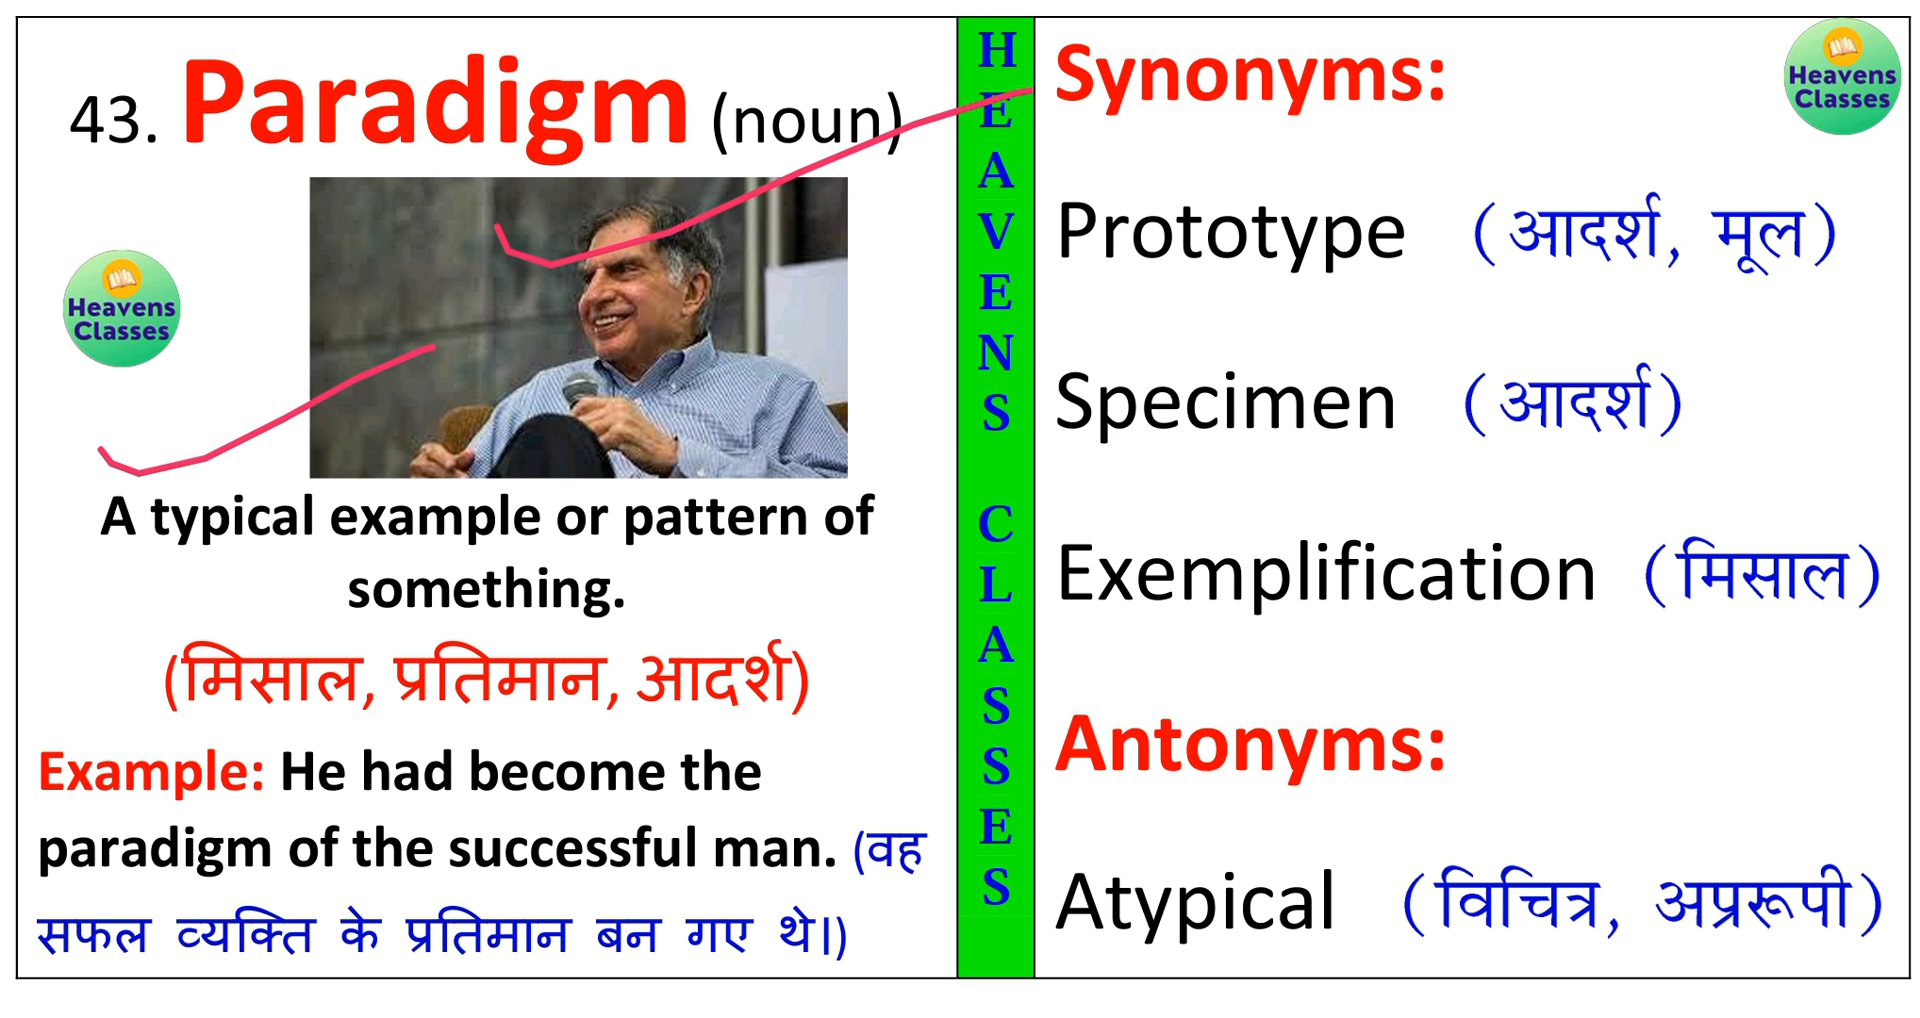 43. Paradigm (noun)
Heavens
Classes
A typical example or pattern of
something.
(मिसाल, प्रतिमान, आदर्श)
Example: He had become the
paradigm of the successful man. (वह
सफल व्यक्ति के प्रतिमान बन गए थे।)
HEAVENS CLASSES
Synonyms:
Heavens
Classes
Prototype (आदर्श, मूल)
Specimen (आदर्श)
Exemplification (मिसाल)
Antonyms:
Atypical (विचित्र, अप्ररूपी)